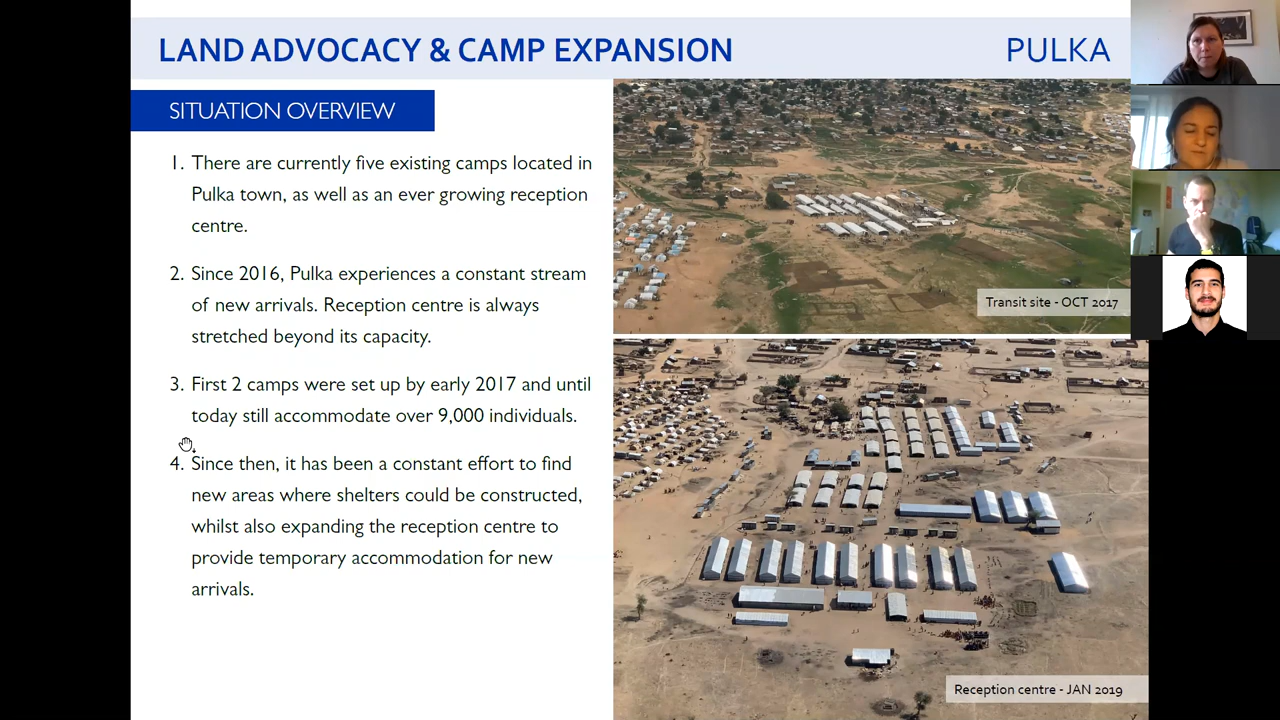 LAND ADVOCACY & CAMP EXPANSION
PULKA
SITUATION OVERVIEW
1. There are currently five existing camps located in
Pulka town, as well as an ever growing reception
centre.
2. Since 2016, Pulka experiences a constant stream
of new arrivals. Reception centre is always
stretched beyond its capacity.
3. First 2 camps were set up by early 2017 and until
today still accommodate over 9,000 individuals.
4. Since then, it has been a constant effort to find
new areas where shelters could be constructed,
whilst also expanding the reception centre to
provide temporary accommodation for new
arrivals.
Transit site - OCT 2017
Reception centre - JAN 2019